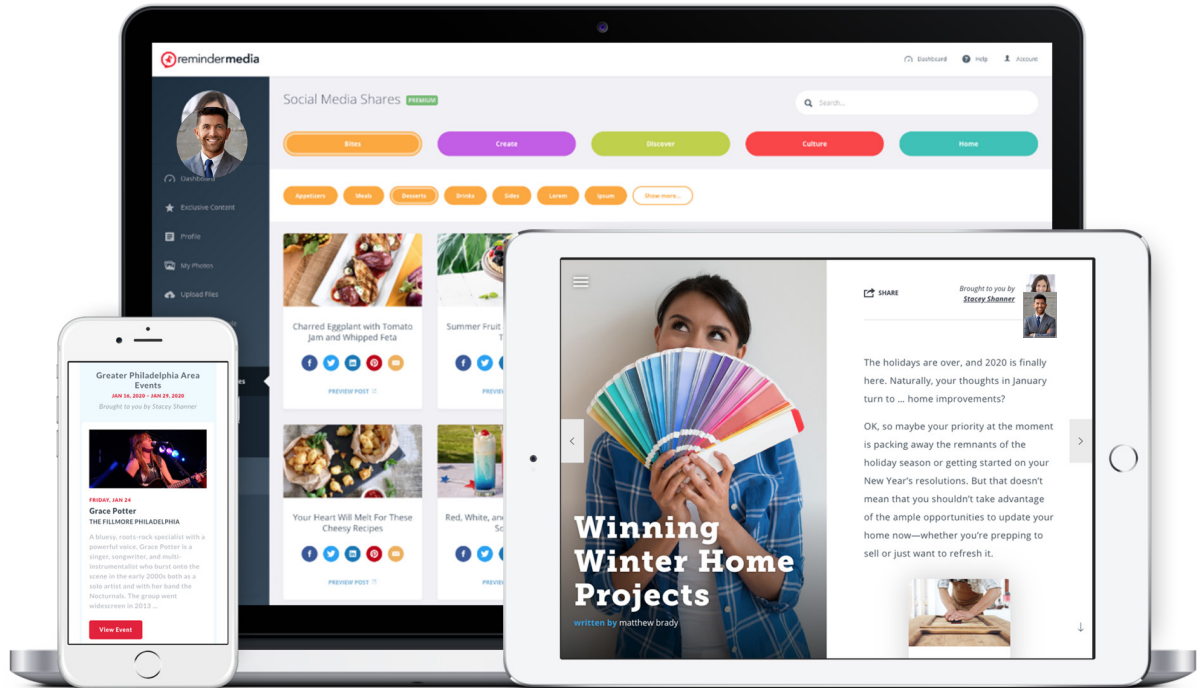 remindermedia
Dashboard
Help
Account
Social Media Shares PREMIUM
Search...
Bites
Create
Discover
Culture
Home
Appetizers
Meals
Desserts
Drinks
Sides
Lorem
Ipsum
Show more...
Dashboard
Exclusive Content
Profile
My Photos
Upload Files
Charred Eggplant with Tomato
Jam and Whipped Feta
PREVIEW POST
Summer Fruit
Your Heart Will Melt For These
Cheesy Recipes
PREVIEW POST
Red, White, an
Greater Philadelphia Area
Events
JAN 16, 2020 – JAN 29, 2020
Brought to you by Stacey Shanner
FRIDAY, JAN 24
Grace Potter
THE FILLMORE PHILADELPHIA
A bluesy, roots-rock specialist with a
powerful voice, Grace Potter is a
singer, songwriter, and multi-
instrumentalist who burst onto the
scene in the early 2000s both as a
solo artist and with her band the
Nocturnals. The group went
widescreen in 2013 ...
View Event
Winning
Winter Home
Projects
written by matthew brady
SHARE
Brought to you by
Stacey Shanner
The holidays are over, and 2020 is finally
here. Naturally, your thoughts in January
turn to ... home improvements?
OK, so maybe your priority at the moment
is packing away the remnants of the
holiday season or getting started on your
New Year's resolutions. But that doesn't
mean that you shouldn't take advantage
of the ample opportunities to update your
home now—whether you're prepping to
sell or just want to refresh it.